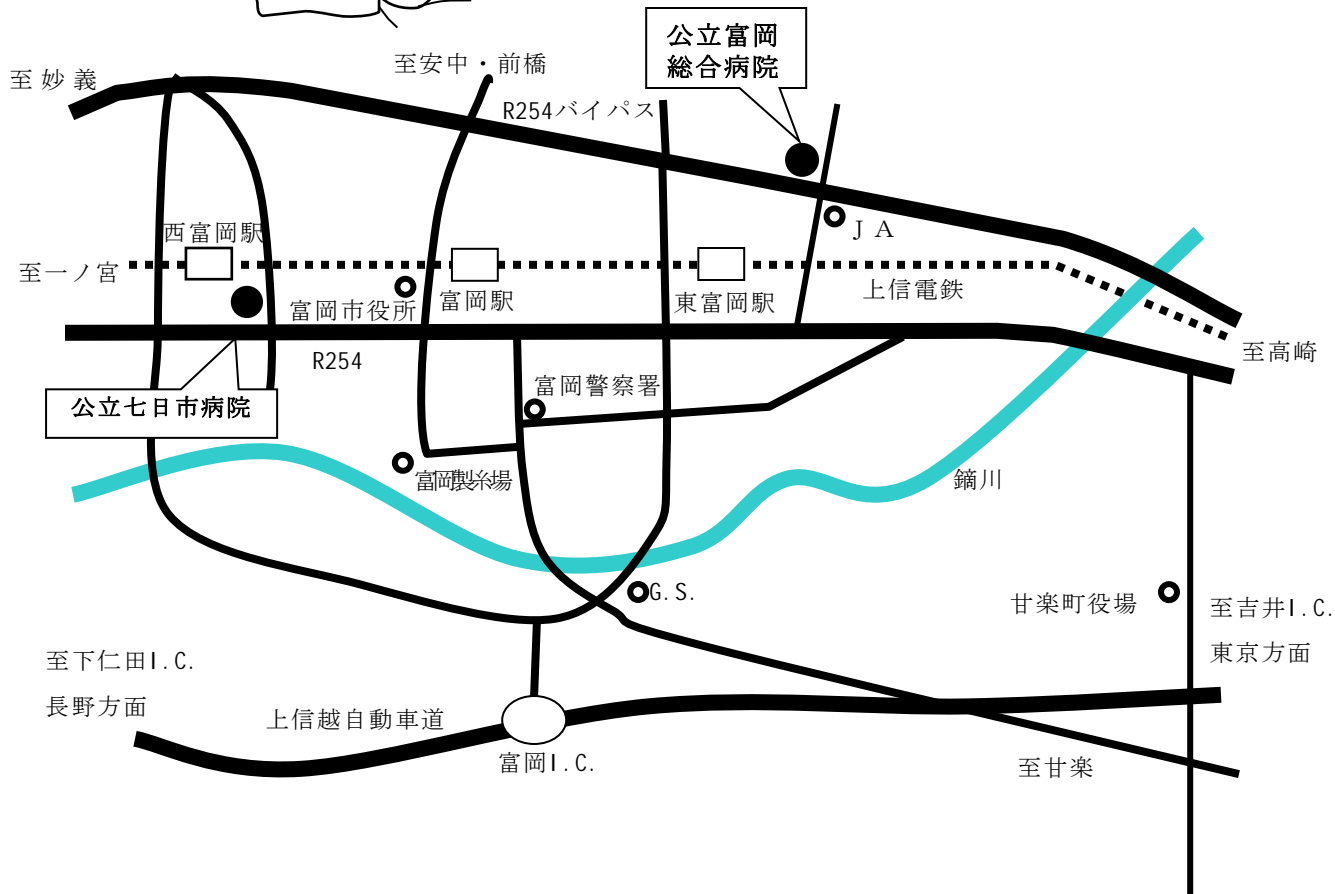 公立富岡
総合病院
至安中・前橋
至妙義
R254バイパス
西富岡駅
JA
至一ノ宮
富岡市役所
富岡駅
東富岡駅
上信電鉄
至高崎
R254
富岡警察署
公立七日市病院
富岡製糸場
鏑川
G.S.
甘楽町役場
至吉井I.C.
東京方面
至下仁田I.C.
長野方面
上信越自動車道
富岡I.C.
至甘楽